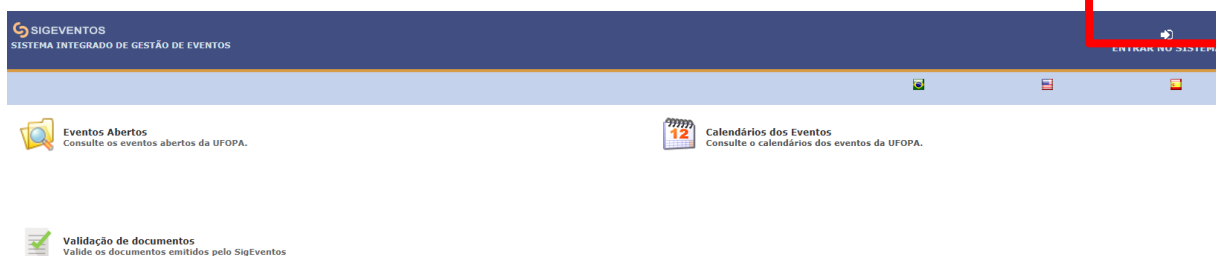 SIGEVENTOS
SISTEMA INTEGRADO DE GESTÃO DE EVENTOS
ENTRAR NO SISTEMA
Eventos Abertos
Consulte os eventos abertos da UFOPA.
12
Calendários dos Eventos
Consulte o calendários dos eventos da UFOPA.
Validação de documentos
Valide os documentos emitidos pelo SigEventos